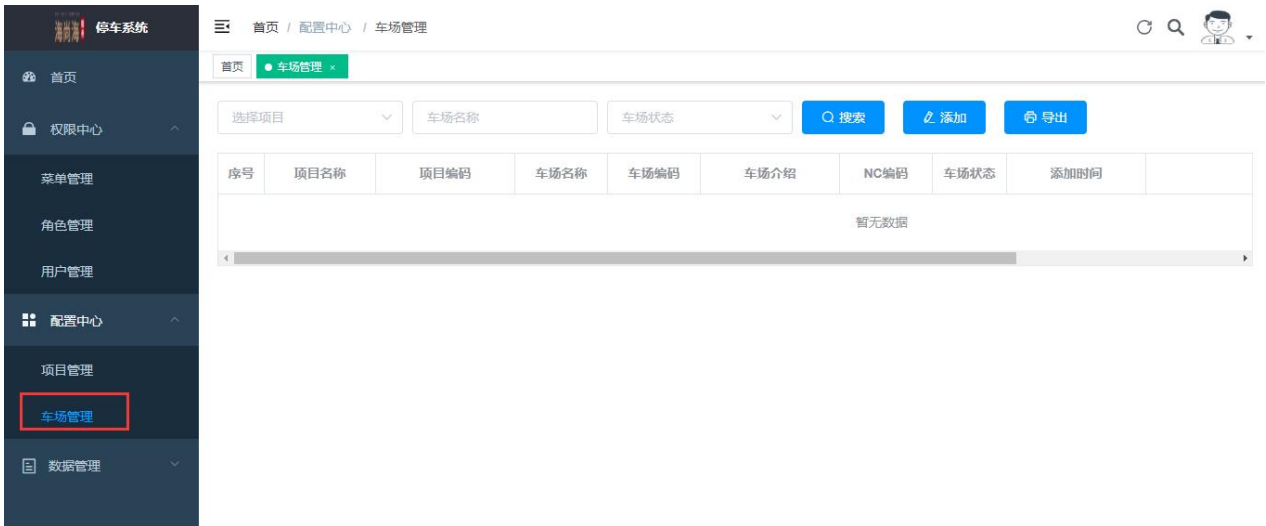 停车系统
首页 / 配置中心 / 车场管理
首页 车场管理 ×
首页
权限中心
菜单管理
角色管理
用户管理
配置中心
项目管理
车场管理
数据管理
选择项目 车场名称 车场状态 搜索 添加 导出
序号 项目名称 项目编码 车场名称 车场编码 车场介绍 NC编码 车场状态 添加时间
暂无数据